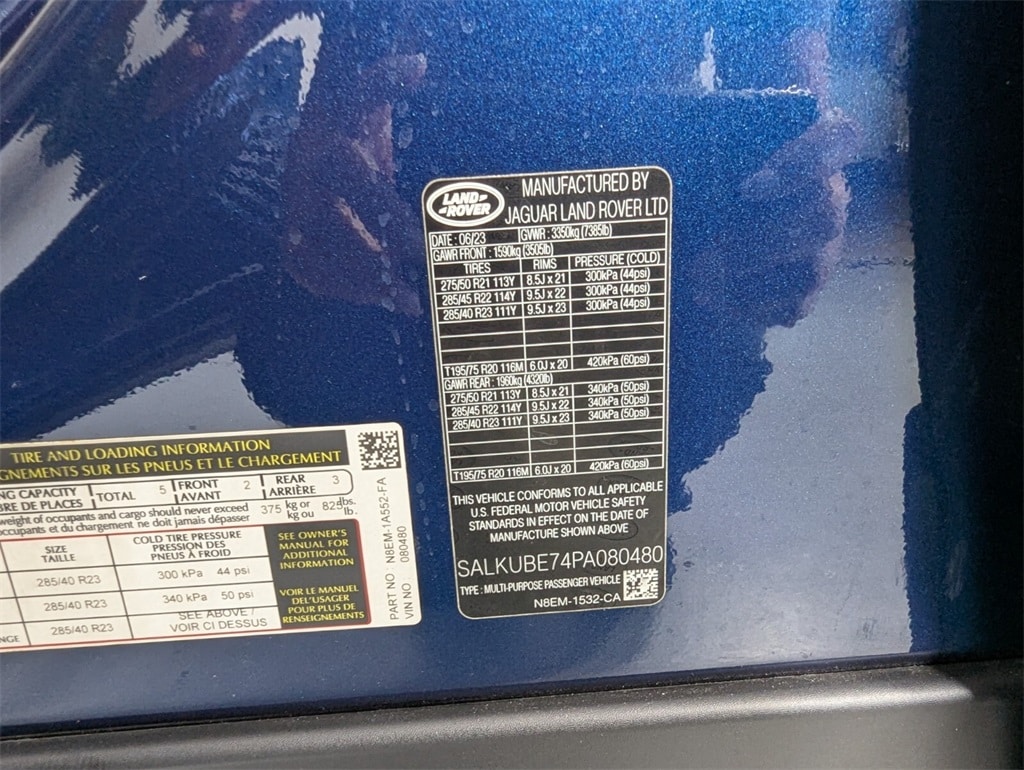 LAND ROVER
MANUFACTURED BY
JAGUAR LAND ROVER LTD
DATE : 06/23 GVWR : 3350kg (7385lb)
GAWR FRONT : 1590kg (3505lb)
TIRES RIMS PRESSURE (COLD)
275/50 R21 113Y 8.5J x 21 300kPa (44psi)
285/45 R22 114Y 9.5J x 22 300kPa (44psi)
285/40 R23 111Y 9.5J x 23 300kPa (44psi)
T195/75 R20 116M 6.0J x 20 420kPa (60psi)
GAWR REAR : 1960kg (4320lb)
275/50 R21 113Y 8.5J x 21 340kPa (50psi)
285/45 R22 114Y 9.5J x 22 340kPa (50psi)
285/40 R23 111Y 9.5J x 23 340kPa (50psi)
T195/75 R20 116M 6.0J x 20 420kPa (60psi)
THIS VEHICLE CONFORMS TO ALL APPLICABLE
U.S. FEDERAL MOTOR VEHICLE SAFETY
STANDARDS IN EFFECT ON THE DATE OF
MANUFACTURE SHOWN ABOVE
SALKUBE74PA080480
TYPE : MULTI-PURPOSE PASSENGER VEHICLE
N8EM-1532-CA
TIRE AND LOADING INFORMATION
GNEMENTS SUR LES PNEUS ET LE CHARGEMENT
NG CAPACITY TOTAL 5 FRONT 2 REAR 3
BRE DE PLACES AVANT ARRIÈRE
weight of occupants and cargo should never exceed 375 kg or 825 lbs.
occupants et du chargement ne doit jamais dépasser kg ou lb.
SIZE COLD TIRE PRESSURE
TAILLE PRESSION DES PNEUS À FROID
285/40 R23 300 kPa 44 psi
285/40 R23 340 kPa 50 psi
NGE 285/40 R23 SEE ABOVE / VOIR CI DESSUS
SEE OWNER'S
MANUAL FOR
ADDITIONAL
INFORMATION
VOIR LE MANUEL
DEL'USAGER
POUR PLUS DE
RENSEIGNEMENTS
PART NO N8EM-1A552-FA
VIN NO 080480